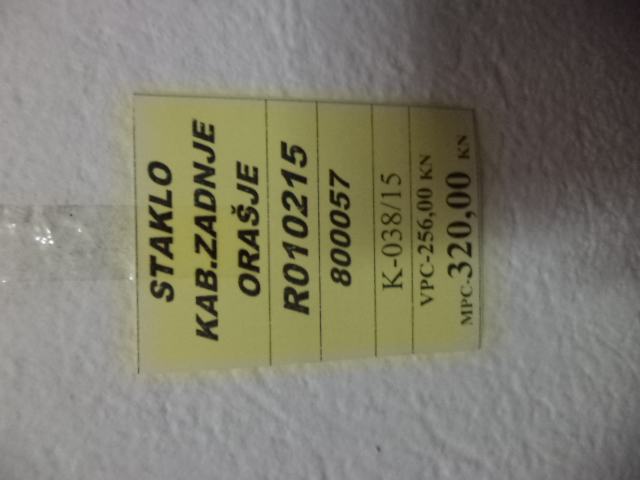 STAKLO
KAB.ZADNJE
ORAŠJE
R010215
800057
K-038/15
VPC-256,00 KN
MPC-320,00 KN